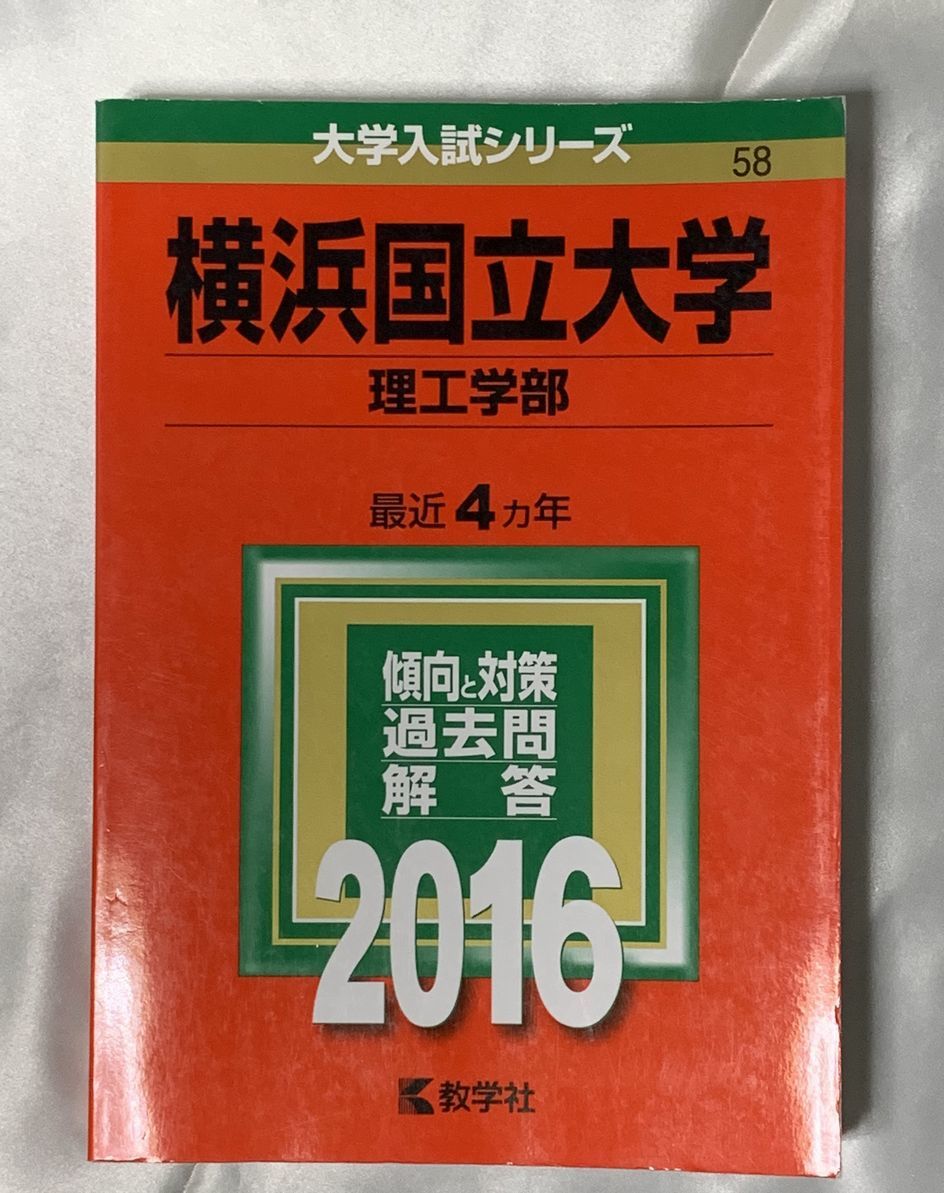 大学入試シリーズ
58
横浜国立大学
理工学部
最近4カ年
傾向と対策
過去問
解答
2016
教学社